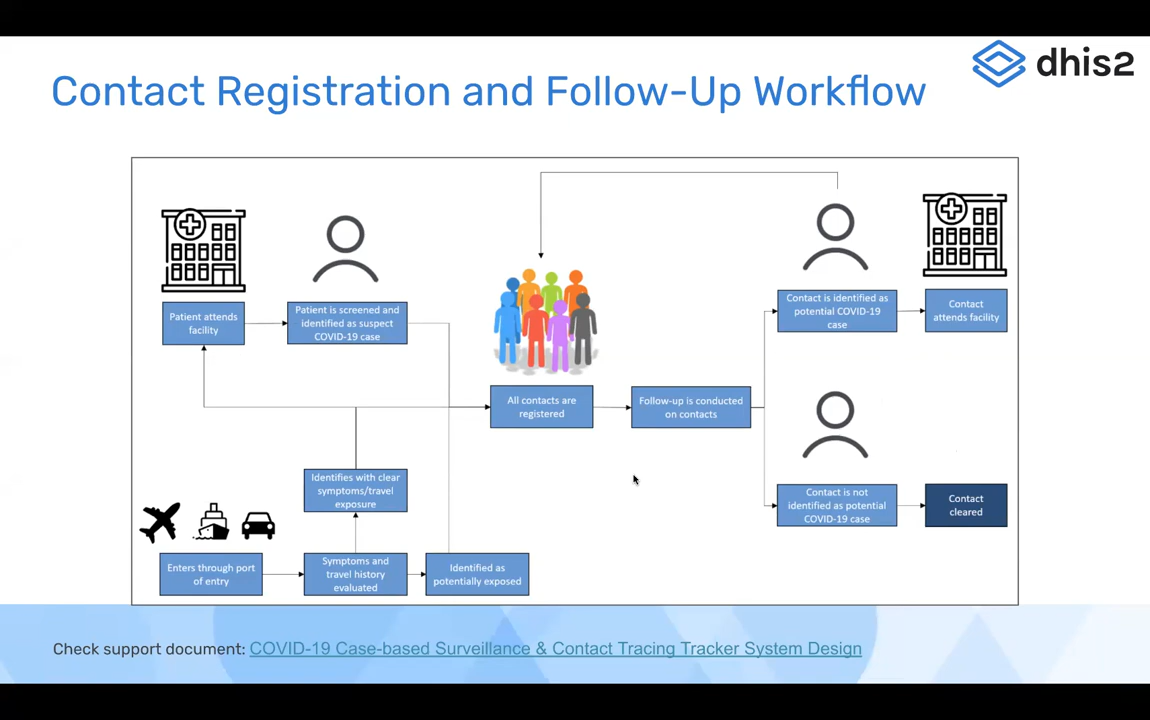 dhis2
Contact Registration and Follow-Up Workflow
Patient attends
facility
Patient is screened and
identified as suspect
COVID-19 case
All contacts are
registered
Follow-up is conducted
on contacts
Contact is identified as
potential COVID-19
case
Contact
attends facility
Identifies with clear
symptoms/travel
exposure
Contact is not
identified as potential
COVID-19 case
Contact
cleared
Enters through port
of entry
Symptoms and
travel history
evaluated
Identified as
potentially exposed
Check support document: COVID-19 Case-based Surveillance & Contact Tracing Tracker System Design